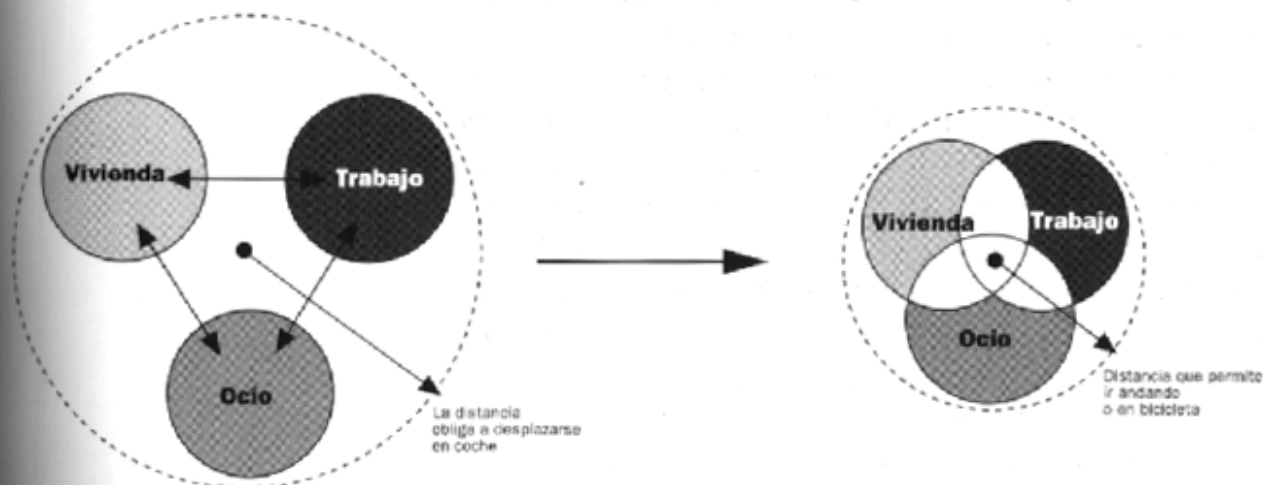 Vivienda
Trabajo
Ocio
La distancia
obliga a desplazarse
en coche
Vivienda
Trabajo
Ocio
Distancia que permite
ir andando
o en bicicleta